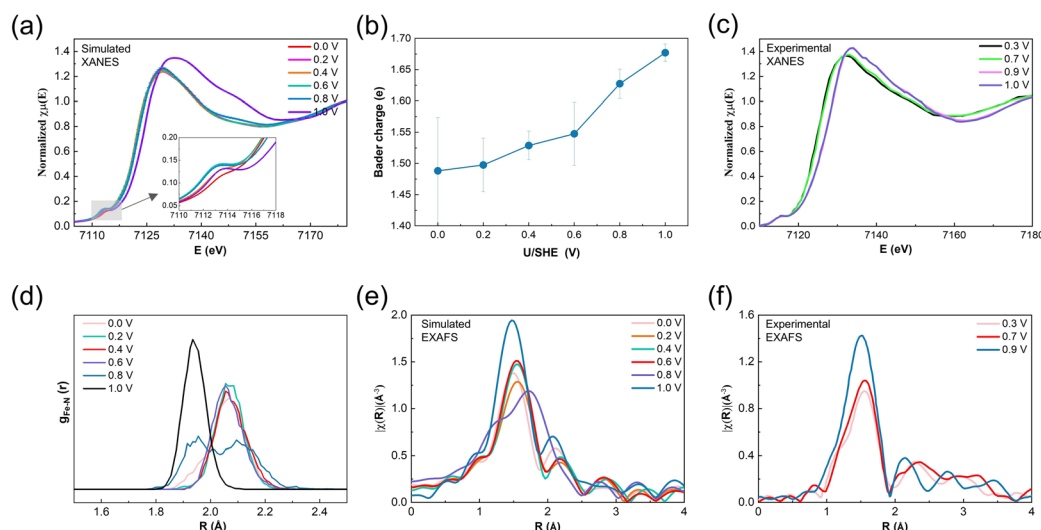 (a)
Simulated
XANES
0.0 V
0.2 V
0.4 V
0.6 V
0.8 V
1.0 V
Normalized χμ(E)
1.4
1.2
1.0
0.8
0.6
0.4
0.2
0.0
0.20
0.15
0.10
0.05
7110 7112 7114 7116 7118
7110 7125 7140 7155 7170
E (eV)
(b)
Bader charge (e)
1.70
1.65
1.60
1.55
1.50
1.45
1.40
0.0 0.2 0.4 0.6 0.8 1.0
U/SHE (V)
(c)
Experimental
XANES
0.3 V
0.7 V
0.9 V
1.0 V
Normalized χμ(E)
1.4
1.2
1.0
0.8
0.6
0.4
0.2
0.0
7120 7140 7160 7180
E (eV)
(d)
0.0 V
0.2 V
0.4 V
0.6 V
0.8 V
1.0 V
gFe-N (r)
1.6 1.8 2.0 2.2 2.4
R (Å)
(e)
Simulated
EXAFS
0.0 V
0.2 V
0.4 V
0.6 V
0.8 V
1.0 V
|χ(R)|(Å⁻³)
2.0
1.5
1.0
0.5
0.0
0 1 2 3 4
R (Å)
(f)
Experimental
EXAFS
0.3 V
0.7 V
0.9 V
|χ(R)|(Å⁻³)
1.6
1.2
0.8
0.4
0.0
0 1 2 3 4
R (Å)